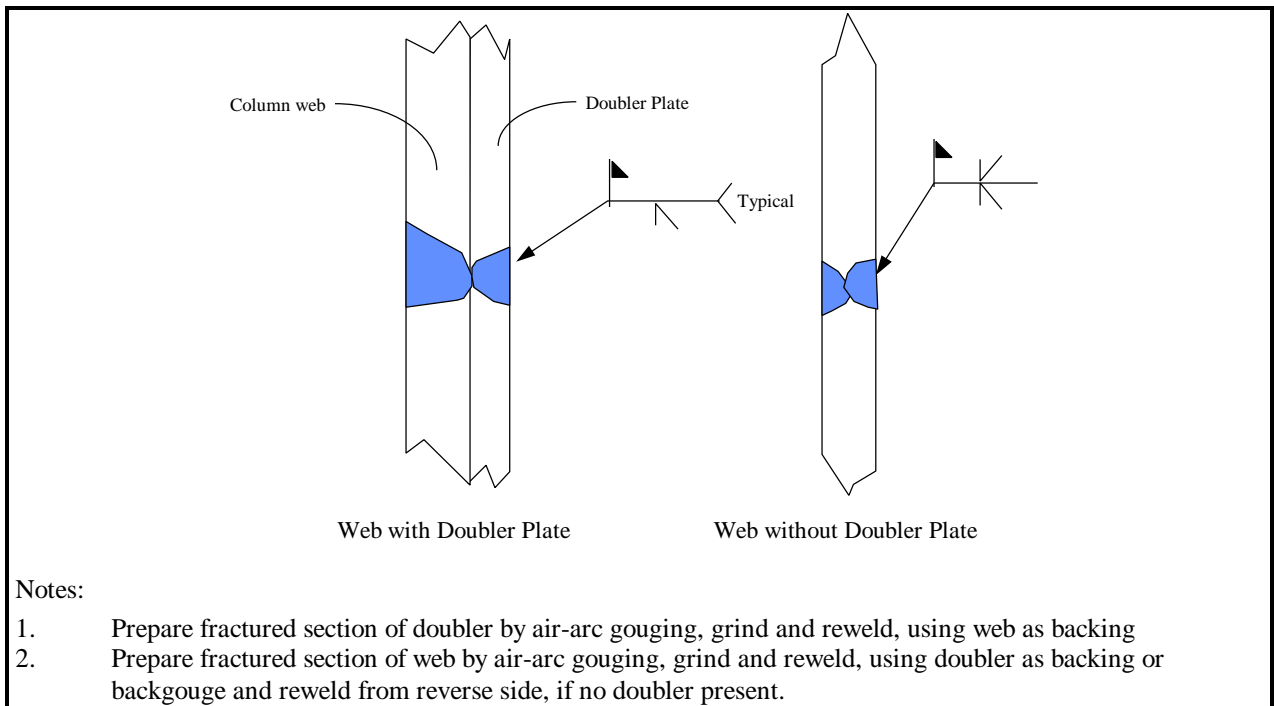 Column web
Doubler Plate
Typical
Web with Doubler Plate
Web without Doubler Plate
Notes:
1. Prepare fractured section of doubler by air-arc gouging, grind and reweld, using web as backing
2. Prepare fractured section of web by air-arc gouging, grind and reweld, using doubler as backing or
backgouge and reweld from reverse side, if no doubler present.